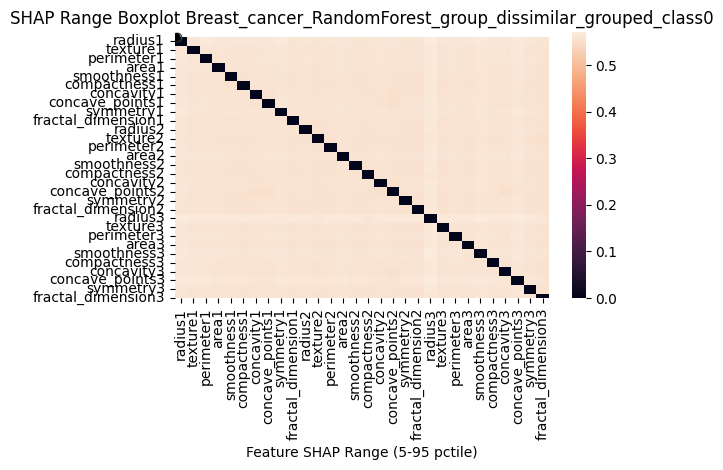 SHAP Range Boxplot Breast_cancer_RandomForest_group_dissimilar_grouped_class0
radius1
texture1
perimeter1
area1
smoothness1
compactness1
concavity1
concave_points1
symmetry1
fractal_dimension1
radius2
texture2
perimeter2
area2
smoothness2
compactness2
concavity2
concave_points2
symmetry2
fractal_dimension2
radius3
texture3
perimeter3
area3
smoothness3
compactness3
concavity3
concave_points3
symmetry3
fractal_dimension3
0.5
0.4
0.3
0.2
0.1
0.0
radius1
texture1
perimeter1
area1
smoothness1
compactness1
concavity1
concave_points1
symmetry1
fractal_dimension1
radius2
texture2
perimeter2
area2
smoothness2
compactness2
concavity2
concave_points2
symmetry2
fractal_dimension2
radius3
texture3
perimeter3
area3
smoothness3
compactness3
concavity3
concave_points3
symmetry3
fractal_dimension3
Feature SHAP Range (5-95 pctile)